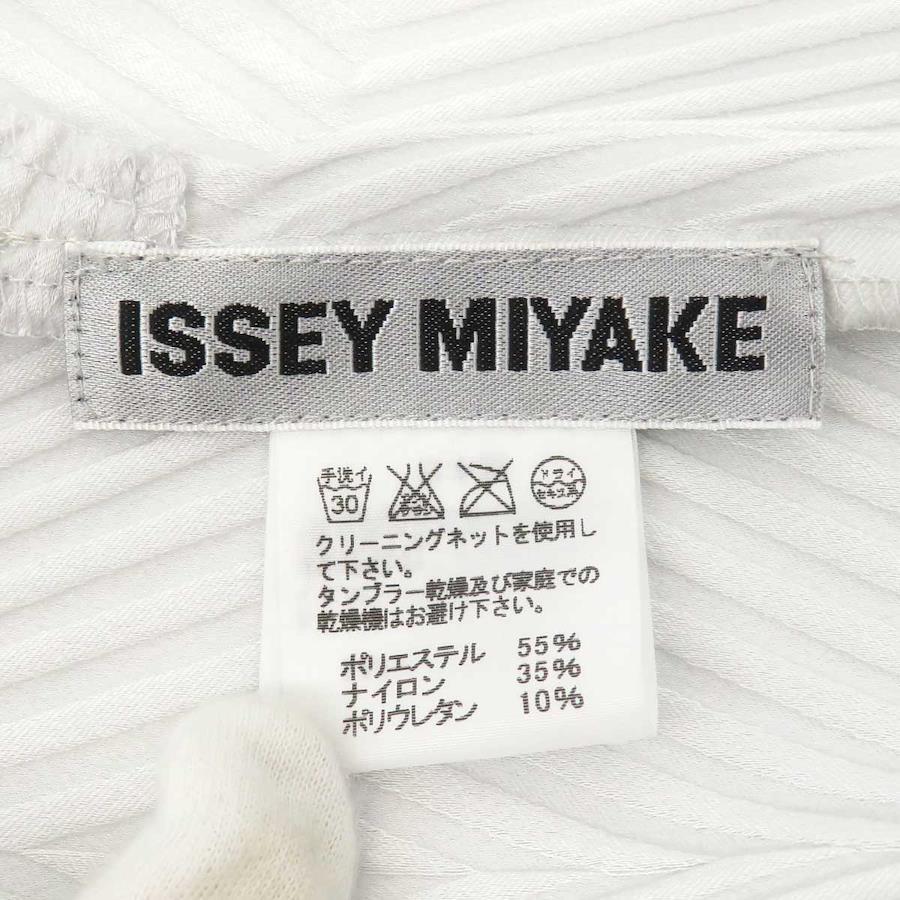 ISSEY MIYAKE
手洗イ
30
ドライ
セキユ系
クリーニングネットを使用し
て下さい。
タンブラー乾燥及び家庭での
乾燥機はお避け下さい。
ポリエステル 55%
ナイロン 35%
ポリウレタン 10%